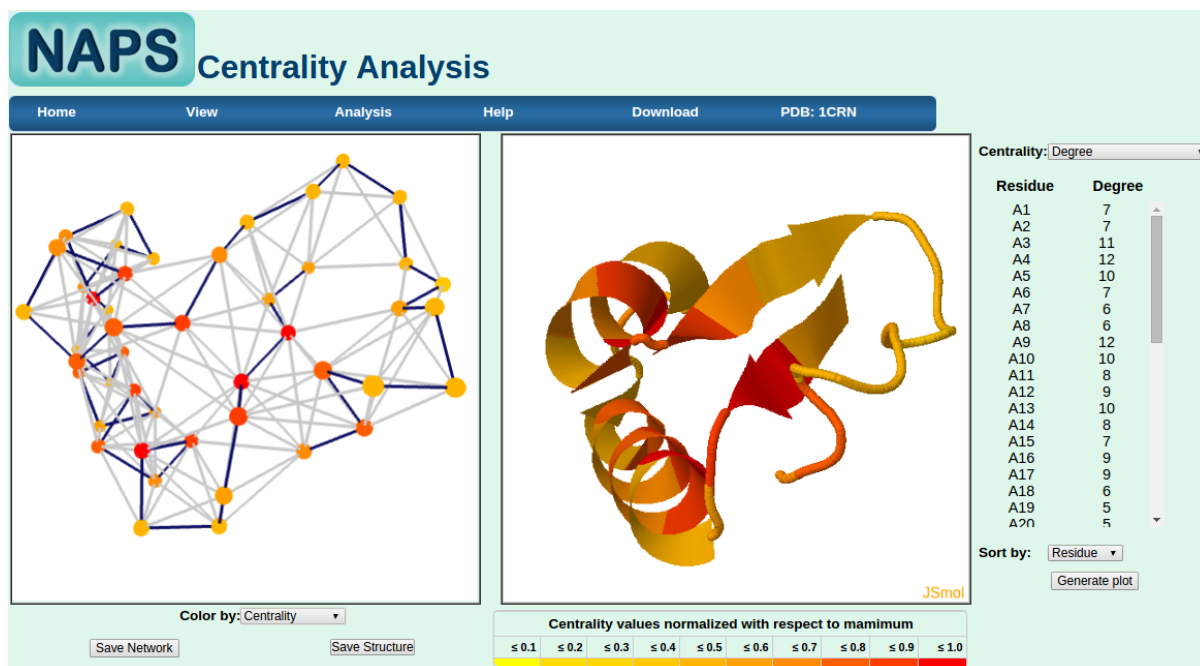 NAPS Centrality Analysis
Home View Analysis Help Download PDB: 1CRN
Centrality: Degree
Residue Degree
A1 7
A2 7
A3 11
A4 12
A5 10
A6 7
A7 6
A8 6
A9 12
A10 10
A11 8
A12 9
A13 10
A14 8
A15 7
A16 9
A17 9
A18 6
A19 5
A20 5
Sort by: Residue
Generate plot
JSmol
Color by: Centrality
Save Network Save Structure
Centrality values normalized with respect to mamimum
≤ 0.1 ≤ 0.2 ≤ 0.3 ≤ 0.4 ≤ 0.5 ≤ 0.6 ≤ 0.7 ≤ 0.8 ≤ 0.9 ≤ 1.0